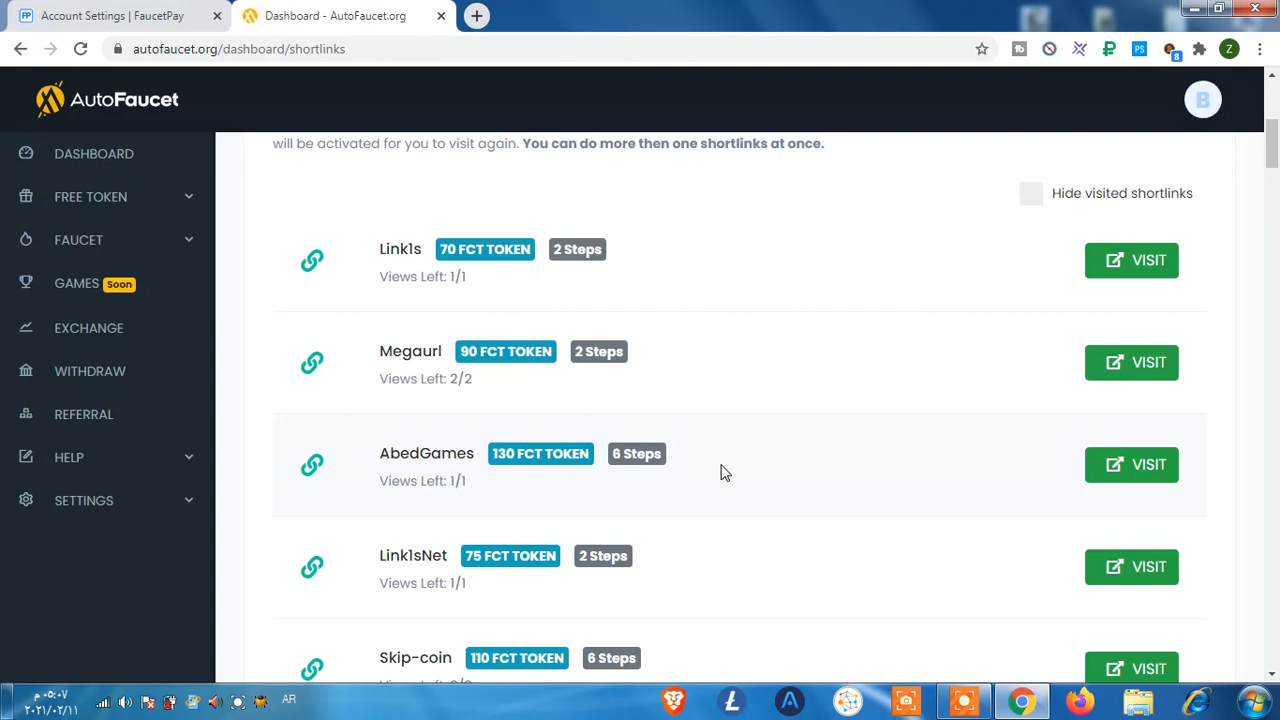 Account Settings | FaucetPay
Dashboard - AutoFaucet.org
autofaucet.org/dashboard/shortlinks
AutoFaucet
B
DASHBOARD
FREE TOKEN
FAUCET
GAMES Soon
EXCHANGE
WITHDRAW
REFERRAL
HELP
SETTINGS
will be activated for you to visit again. You can do more then one shortlinks at once.
Hide visited shortlinks
Link1s 70 FCT TOKEN 2 Steps
Views Left: 1/1
VISIT
Megaurl 90 FCT TOKEN 2 Steps
Views Left: 2/2
VISIT
AbedGames 130 FCT TOKEN 6 Steps
Views Left: 1/1
VISIT
Link1sNet 75 FCT TOKEN 2 Steps
Views Left: 1/1
VISIT
Skip-coin 110 FCT TOKEN 6 Steps
VISIT
٠٥:٠٧ م
٢٠٢١/٠٢/١١
AR